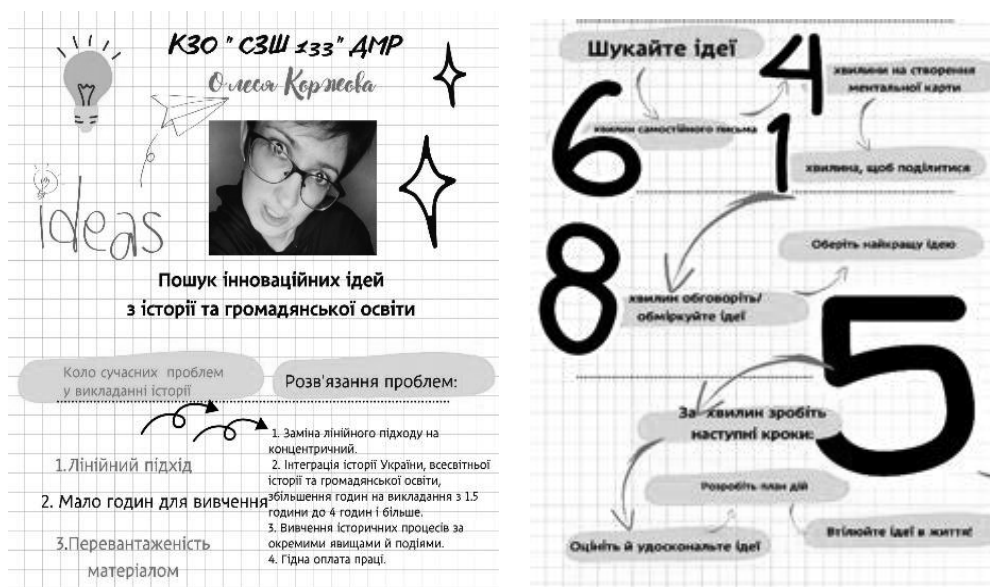 КЗО " СЗШ 133" ДМР
Олеся Коржова
ideas
Пошук інноваційних ідей
з історії та громадянської освіти
Коло сучасних проблем
у викладанні історії
1.Лінійний підхід
2. Мало годин для вивчення
3.Перевантаженість
матеріалом
Розв'язання проблем:
1. Заміна лінійного підходу на
концентричний.
2. Інтеграція історії України, всесвітньої
історії та громадянської освіти,
збільшення годин на викладання з 1.5
години до 4 годин і більше.
3. Вивчення історичних процесів за
окремими явищами й подіями.
4. Гідна оплата праці.
Шукайте ідеї
6
хвилин самостійного письма
4
хвилини на створення
ментальної карти
1
хвилина, щоб поділитися
8
хвилин обговоріть/
обміркуйте ідеї
Оберіть найкращу ідею
5
За хвилин зробіть
наступні кроки:
Розробіть план дій
Оцініть й удоскональте ідеї
Втілюйте ідеї в життя!